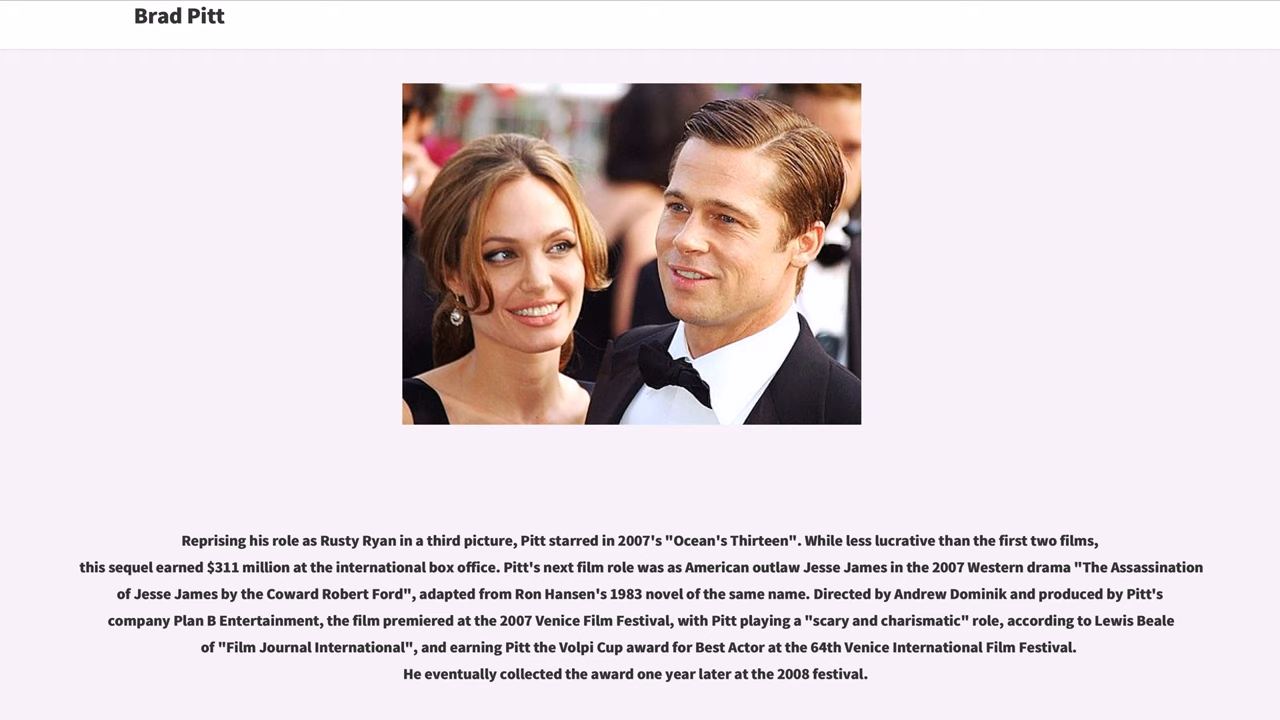 Brad Pitt
Reprising his role as Rusty Ryan in a third picture, Pitt starred in 2007's "Ocean's Thirteen". While less lucrative than the first two films,
this sequel earned $311 million at the international box office. Pitt's next film role was as American outlaw Jesse James in the 2007 Western drama "The Assassination
of Jesse James by the Coward Robert Ford", adapted from Ron Hansen's 1983 novel of the same name. Directed by Andrew Dominik and produced by Pitt's
company Plan B Entertainment, the film premiered at the 2007 Venice Film Festival, with Pitt playing a "scary and charismatic" role, according to Lewis Beale
of "Film Journal International", and earning Pitt the Volpi Cup award for Best Actor at the 64th Venice International Film Festival.
He eventually collected the award one year later at the 2008 festival.